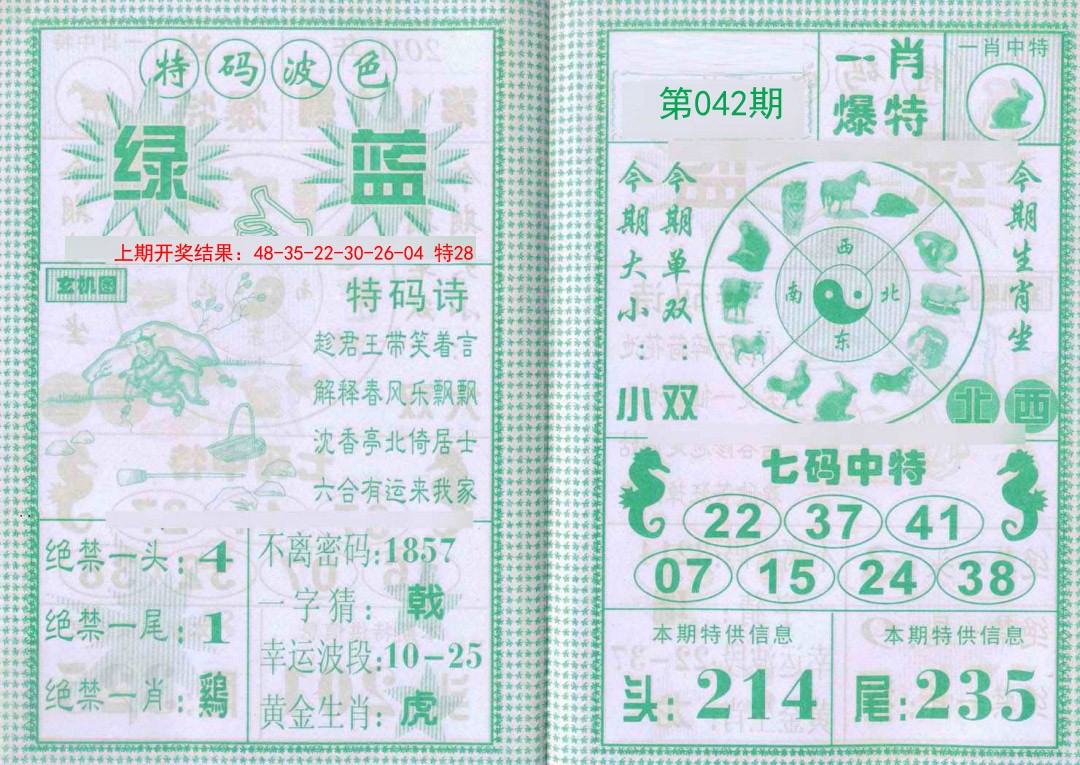 特码波色
绿 蓝
上期开奖结果：48-35-22-30-26-04 特28
玄机图
特码诗
趁君王带笑着言
解释春风乐飘飘
沈香亭北倚居士
六合有运来我家
绝禁一头：4
绝禁一尾：1
绝禁一肖：鷄
不离密码：1857
一字猜：戟
幸运波段：10-25
黄金生肖：虎
第042期
一肖
爆特
一肖中特
今期大小：小
今期单双：双
西
南 北
东
今期生肖坐
北 西
七码中特
22 37 41
07 15 24 38
本期特供信息
头：214
本期特供信息
尾：235